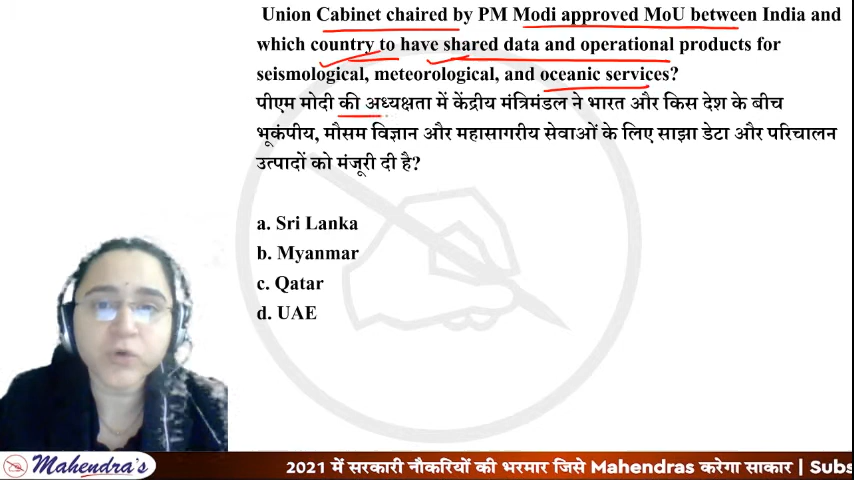 Union Cabinet chaired by PM Modi approved MoU between India and
which country to have shared data and operational products for
seismological, meteorological, and oceanic services?
पीएम मोदी की अध्यक्षता में केंद्रीय मंत्रिमंडल ने भारत और किस देश के बीच
भूकंपीय, मौसम विज्ञान और महासागरीय सेवाओं के लिए साझा डेटा और परिचालन
उत्पादों को मंजूरी दी है?
a. Sri Lanka
b. Myanmar
c. Qatar
d. UAE
Mahendra's
2021 में सरकारी नौकरियों की भरमार जिसे Mahendras करेगा साकार | Subs